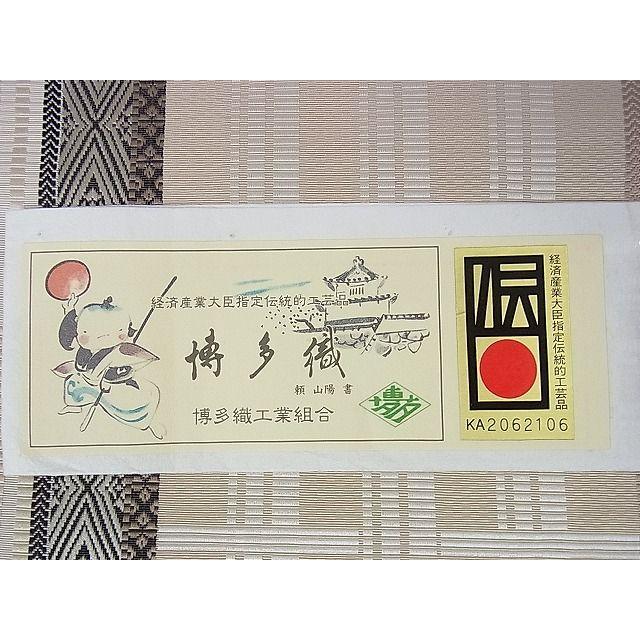 経済産業大臣指定伝統的工芸品
博多織
頼 山陽 書
博多織工業組合
博多
伝
経済産業大臣指定伝統的工芸品
KA2062106